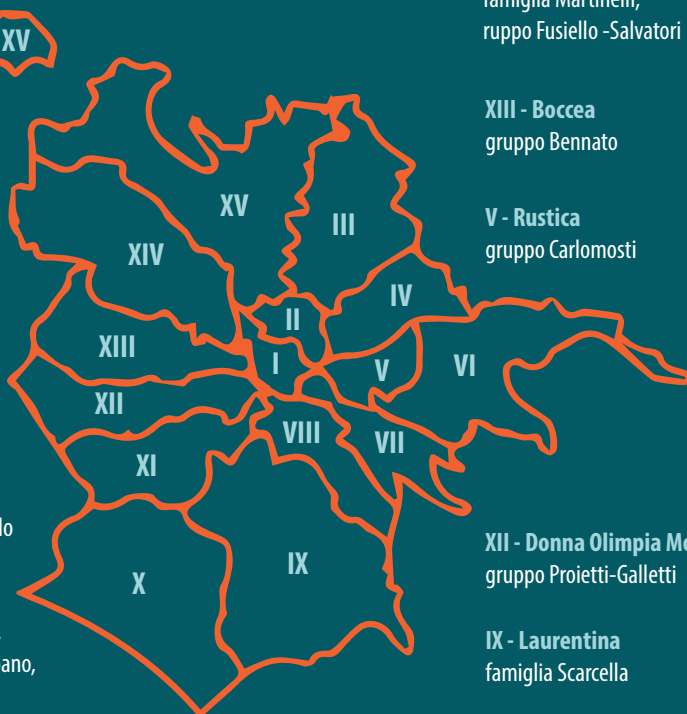 ruppo Fusiello -Salvatori
XIII - Boccea
gruppo Bennato
V - Rustica
gruppo Carlomosti
XII - Donna Olimpia
gruppo Proietti-Galletti
IX - Laurentina
famiglia Scarcella
XV
XV
III
XIV
IV
II
XIII
I
V
VI
XII
VIII
VII
XI
IX
X